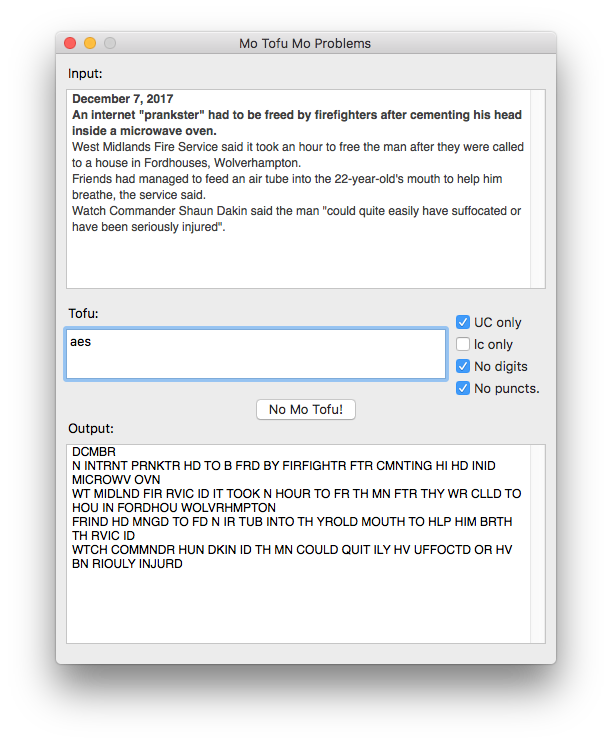 Mo Tofu Mo Problems
Input:
December 7, 2017
An internet "prankster" had to be freed by firefighters after cementing his head
inside a microwave oven.
West Midlands Fire Service said it took an hour to free the man after they were called
to a house in Fordhouses, Wolverhampton.
Friends had managed to feed an air tube into the 22-year-old's mouth to help him
breathe, the service said.
Watch Commander Shaun Dakin said the man "could quite easily have suffocated or
have been seriously injured".
Tofu:
aes
UC only
lc only
No digits
No puncts.
No Mo Tofu!
Output:
DCMBR
N INTRNT PRNKTR HD TO B FRD BY FIRFIGHTR FTR CMNTING HI HD INID
MICROWV OVN
WT MIDLND FIR RVIC ID IT TOOK N HOUR TO FR TH MN FTR THY WR CLLD TO
HOU IN FORDHOU WOLVRHMPTON
FRIND HD MNGD TO FD N IR TUB INTO TH YROLD MOUTH TO HLP HIM BRTH
TH RVIC ID
WTCH COMMNDR HUN DKIN ID TH MN COULD QUIT ILY HV UFFOCTD OR HV
BN RIOULY INJURD